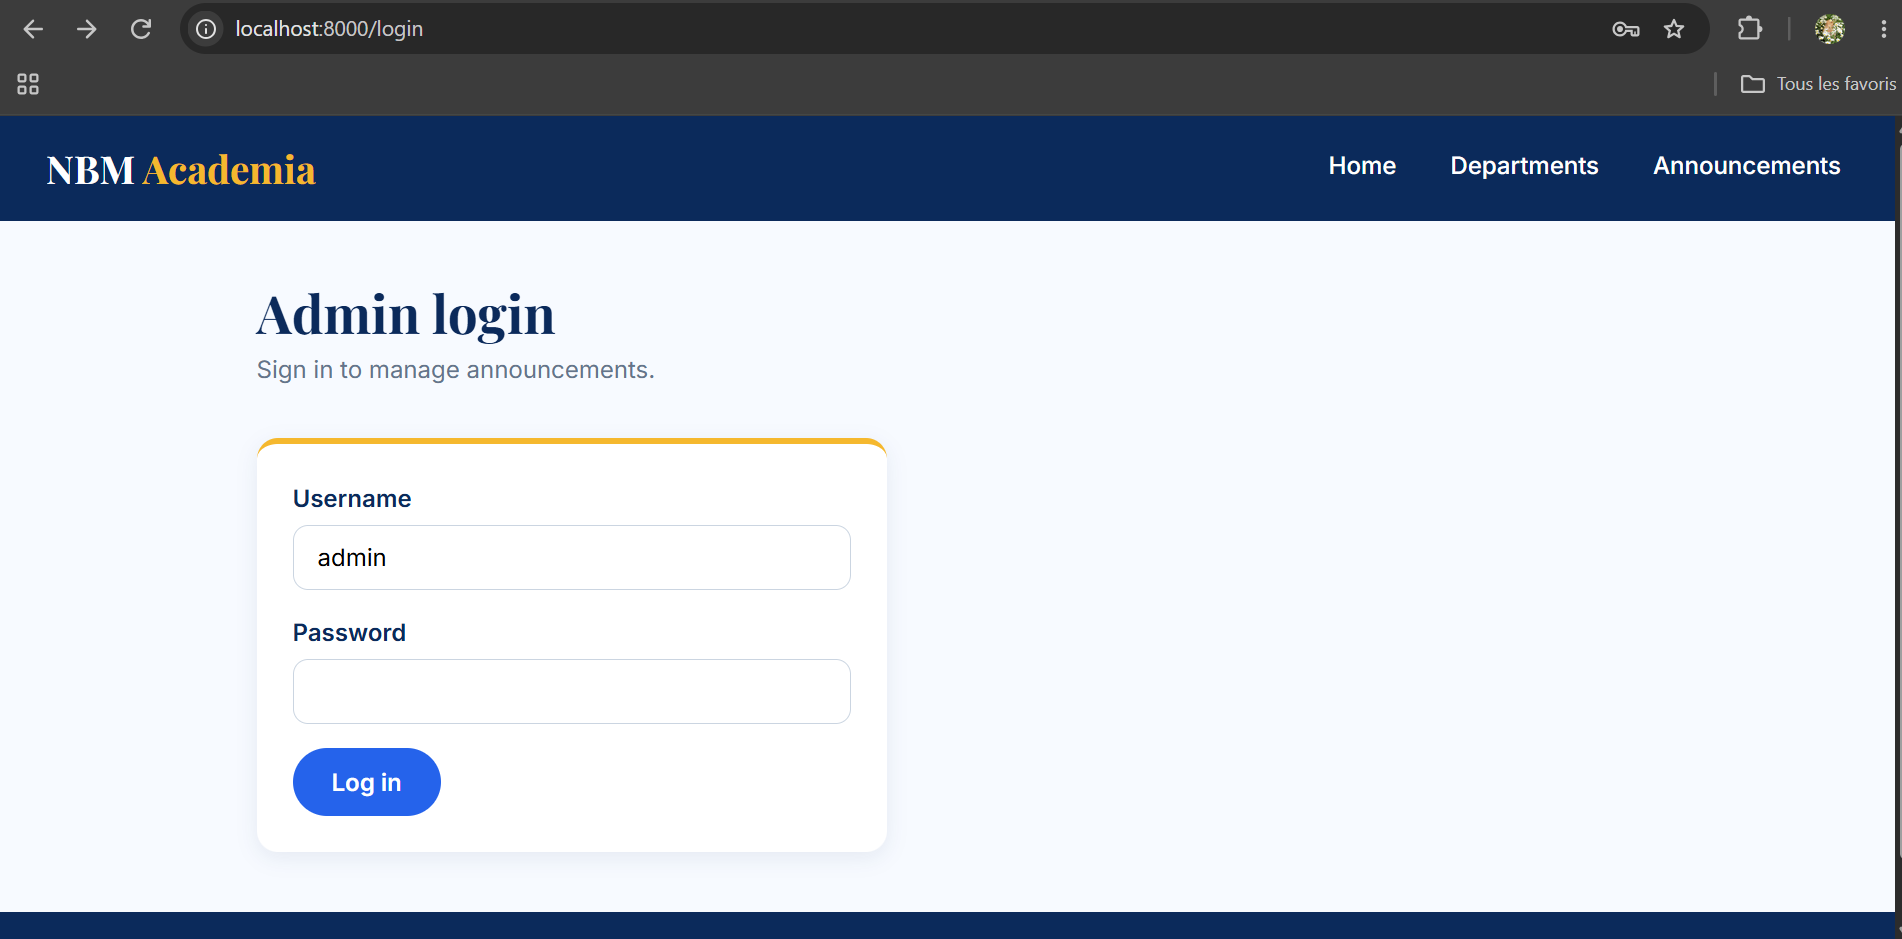 localhost:8000/login
Tous les favoris
NBM Academia
Home Departments Announcements
Admin login
Sign in to manage announcements.
Username
admin
Password
Log in